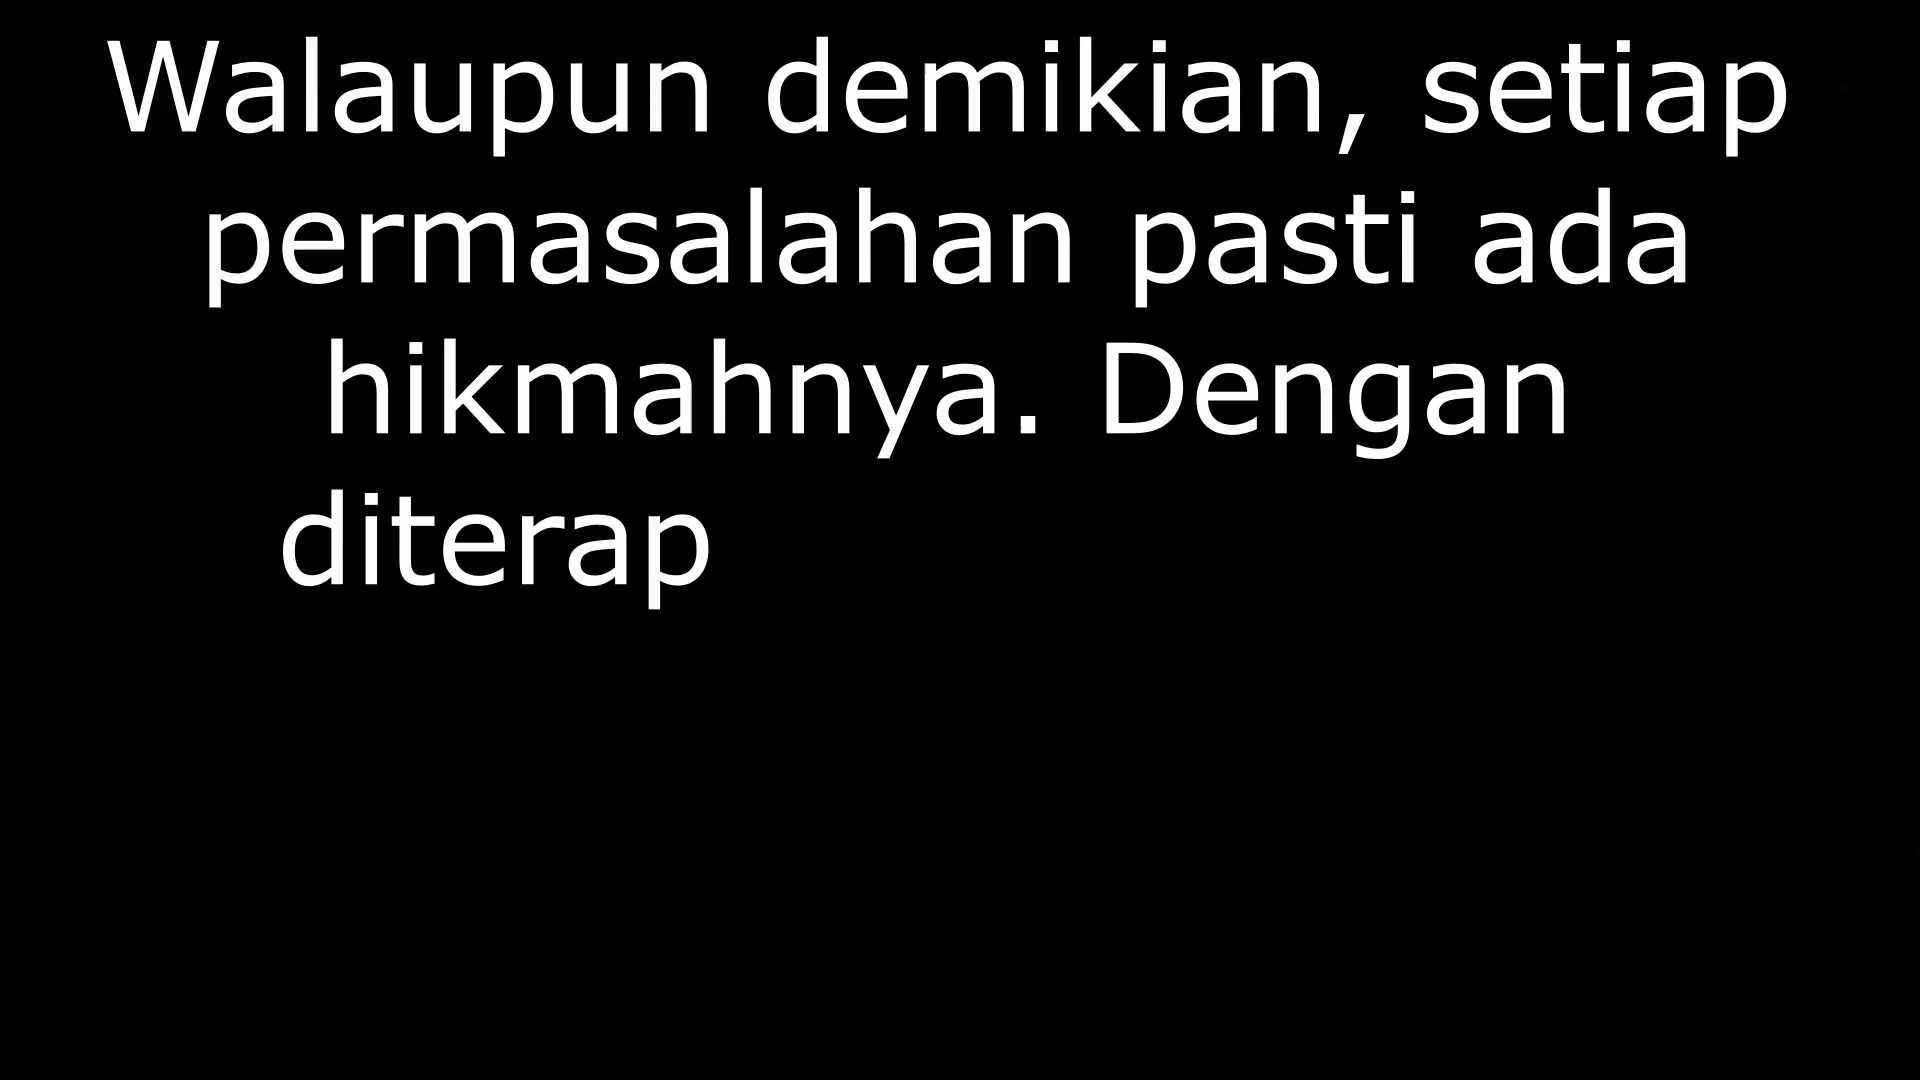 Walaupun demikian, setiap
permasalahan pasti ada
hikmahnya. Dengan
diterap